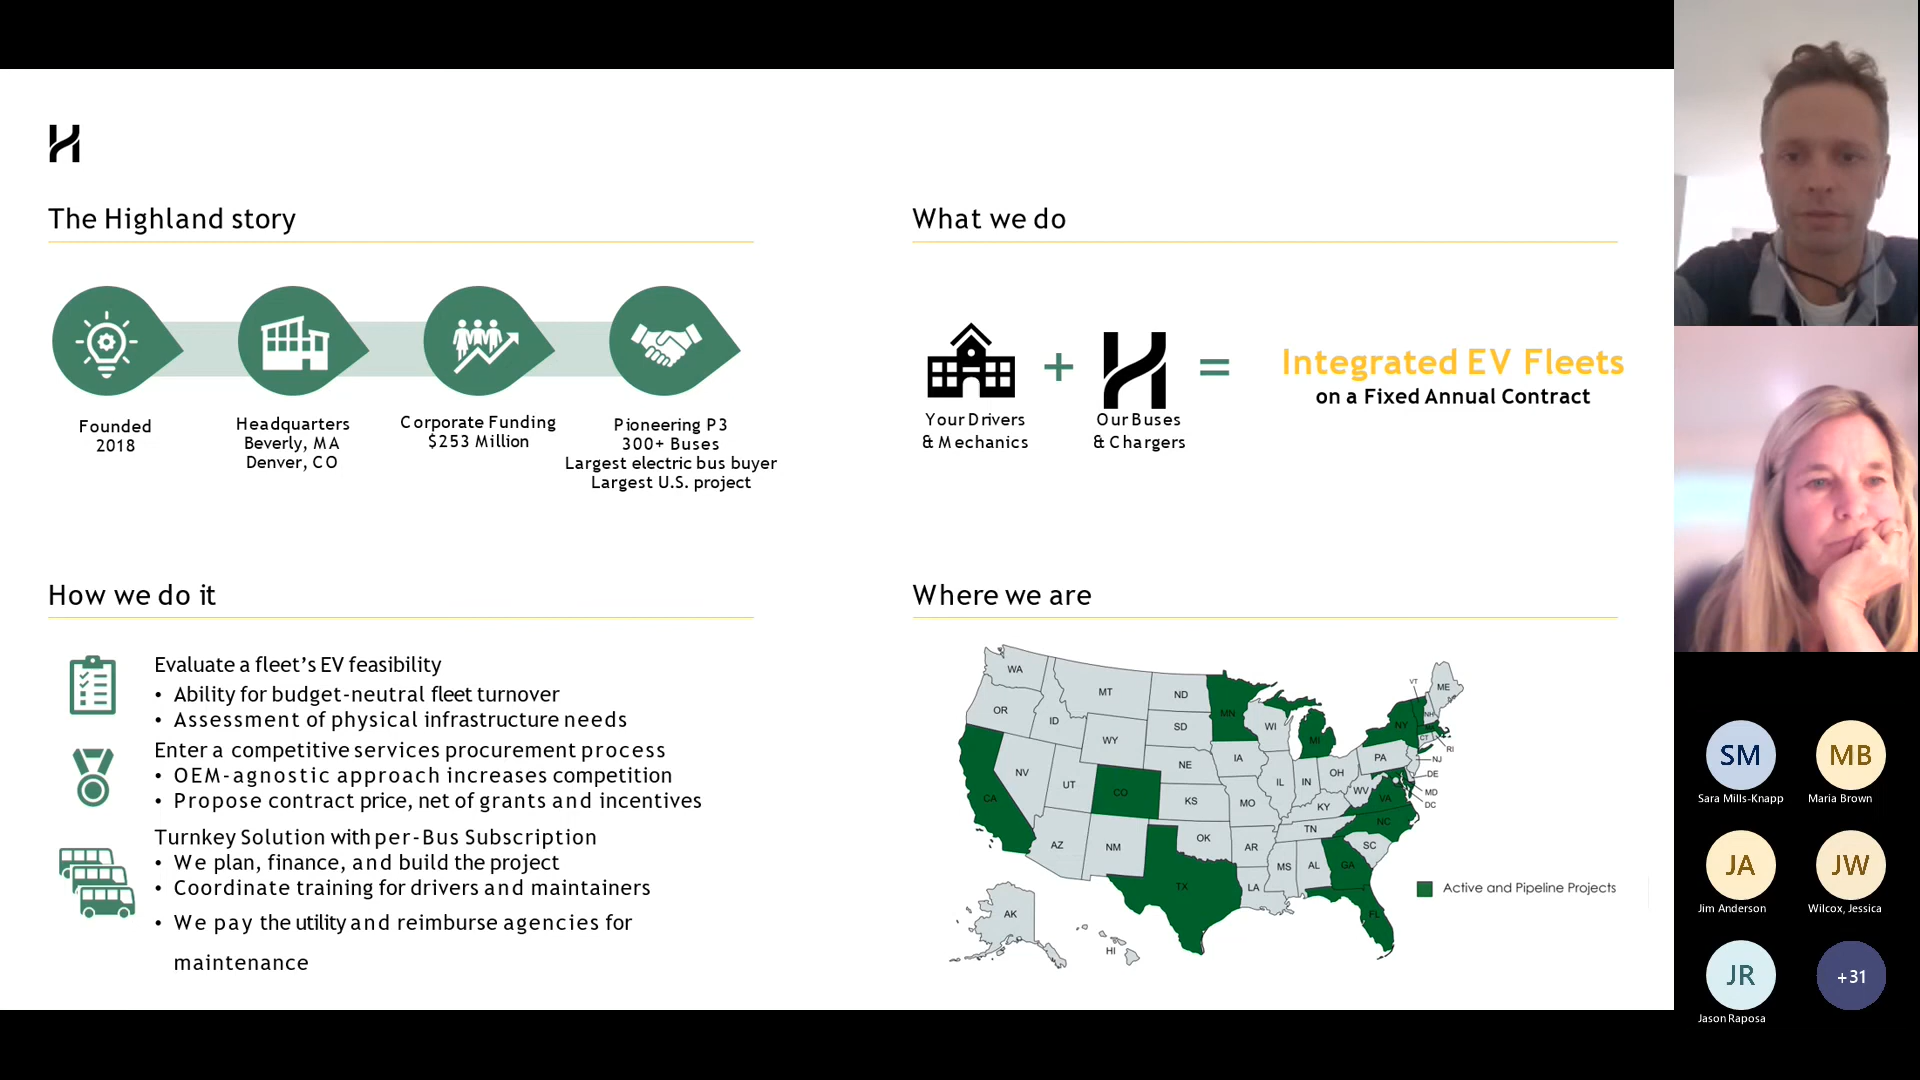 The Highland story
Founded
2018
Headquarters
Beverly, MA
Denver, CO
Corporate Funding
$253 Million
Pioneering P3
300+ Buses
Largest electric bus buyer
Largest U.S. project
What we do
Your Drivers
& Mechanics
+
Our Buses
& Chargers
=
Integrated EV Fleets
on a Fixed Annual Contract
How we do it
Evaluate a fleet’s EV feasibility
• Ability for budget-neutral fleet turnover
• Assessment of physical infrastructure needs
Enter a competitive services procurement process
• OEM-agnostic approach increases competition
• Propose contract price, net of grants and incentives
Turnkey Solution with per-Bus Subscription
• We plan, finance, and build the project
• Coordinate training for drivers and maintainers
• We pay the utility and reimburse agencies for
maintenance
Where we are
WA
MT
ND
MN
VT
ME
OR
ID
SD
WI
MI
NY
NH
WY
CT
RI
NE
IA
PA
NJ
NV
UT
CO
IL
IN
OH
DE
CA
KS
MO
WV
VA
MD
DC
KY
NC
AZ
NM
OK
AR
TN
SC
TX
LA
MS
AL
GA
FL
AK
HI
Active and Pipeline Projects
SM
Sara Mills-Knapp
MB
Maria Brown
JA
Jim Anderson
JW
Wilcox, Jessica
JR
Jason Raposa
+31